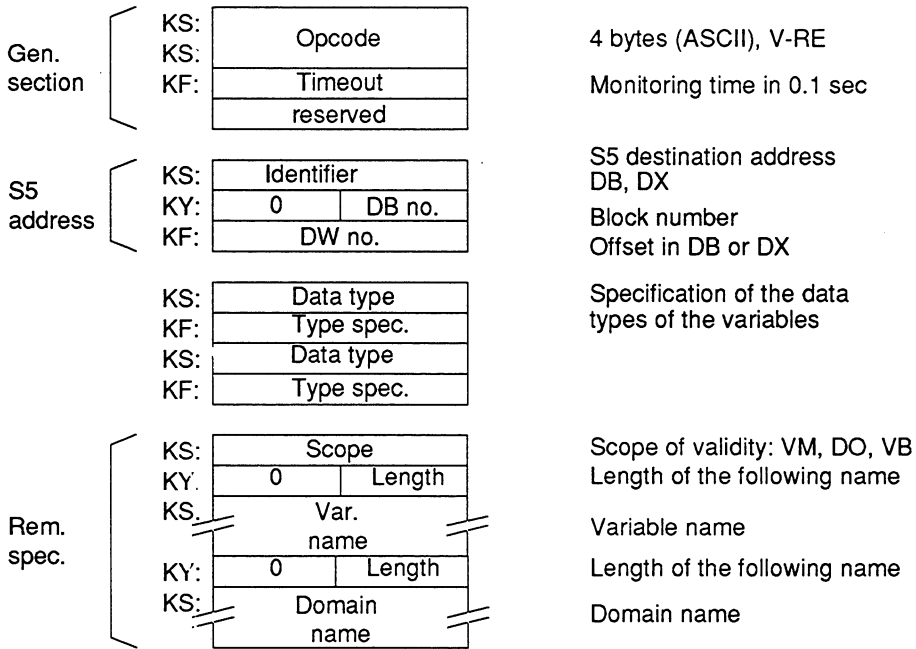 KS: Opcode 4 bytes (ASCII), V-RE
KS:
Gen.
section
KF: Timeout Monitoring time in 0.1 sec
reserved
S5 destination address
KS: Identifier DB, DX
S5
address
KY: 0 DB no. Block number
KF: DW no. Offset in DB or DX
KS: Data type Specification of the data
KF: Type spec. types of the variables
KS: Data type
KF: Type spec.
KS: Scope Scope of validity: VM, DO, VB
KY. 0 Length Length of the following name
KS. Var.
name Variable name
Rem.
spec.
KY: 0 Length Length of the following name
KS: Domain
name Domain name